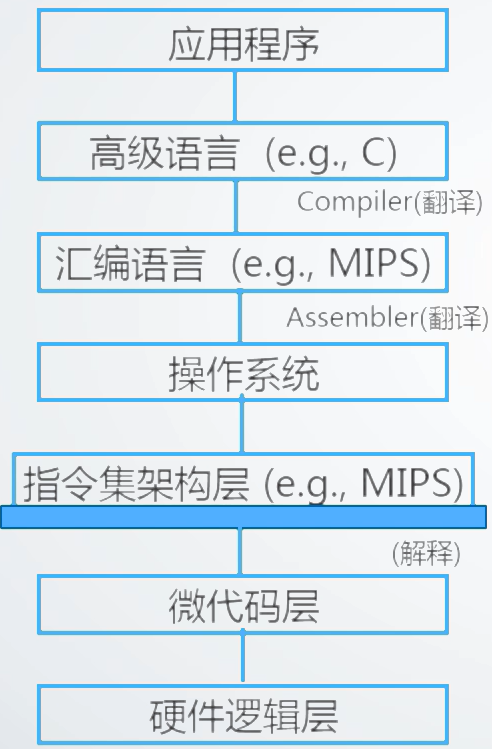 应用程序
高级语言 (e.g., C)
Compiler(翻译)
汇编语言 (e.g., MIPS)
Assembler(翻译)
操作系统
指令集架构层 (e.g., MIPS)
(解释)
微代码层
硬件逻辑层